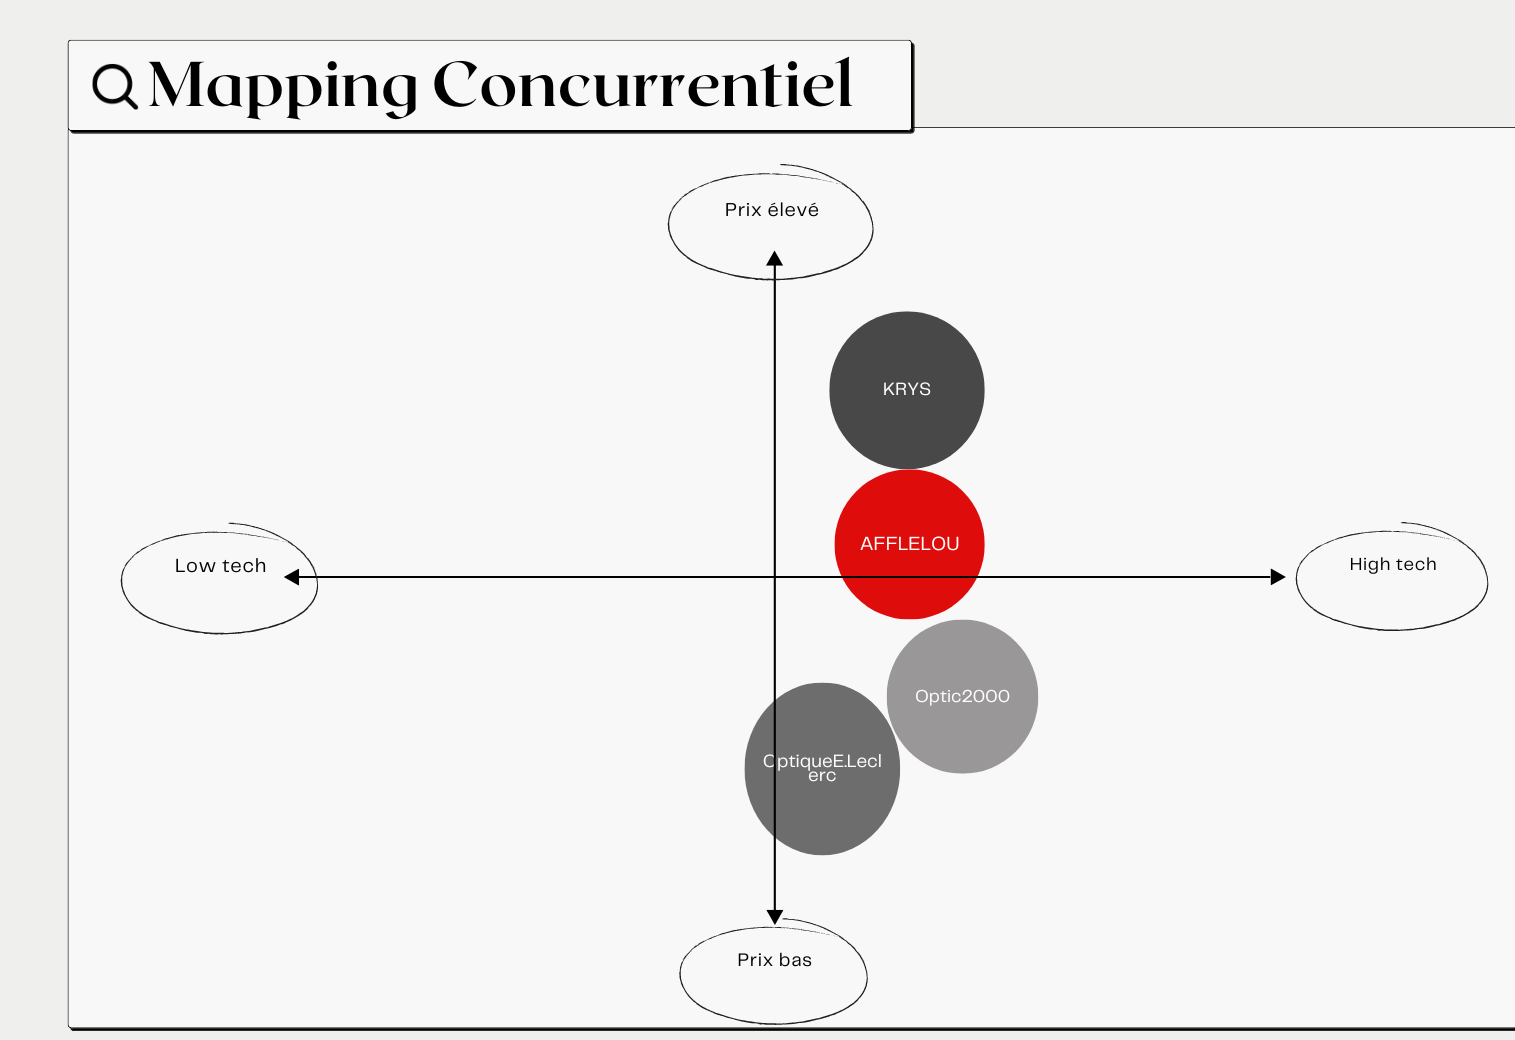 Mapping Concurrentiel
Prix élevé
KRYS
AFFLELOU
Low tech
High tech
Optic2000
OptiqueE.Lecl
erc
Prix bas